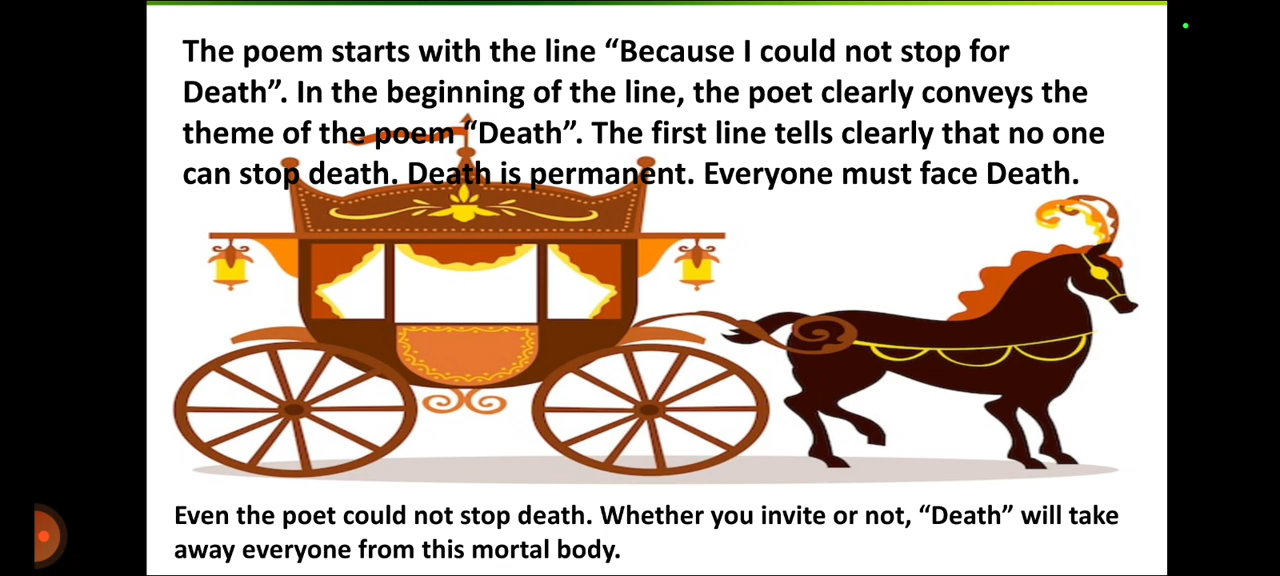 The poem starts with the line “Because I could not stop for
Death”. In the beginning of the line, the poet clearly conveys the
theme of the poem “Death”. The first line tells clearly that no one
can stop death. Death is permanent. Everyone must face Death.
Even the poet could not stop death. Whether you invite or not, “Death” will take
away everyone from this mortal body.